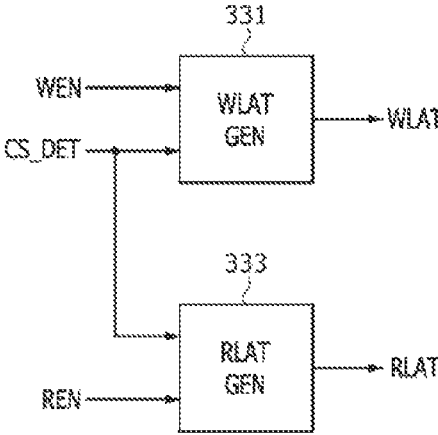 331
WEN
CS_DET
WLAT
GEN
WLAT
333
REN
RLAT
GEN
RLAT